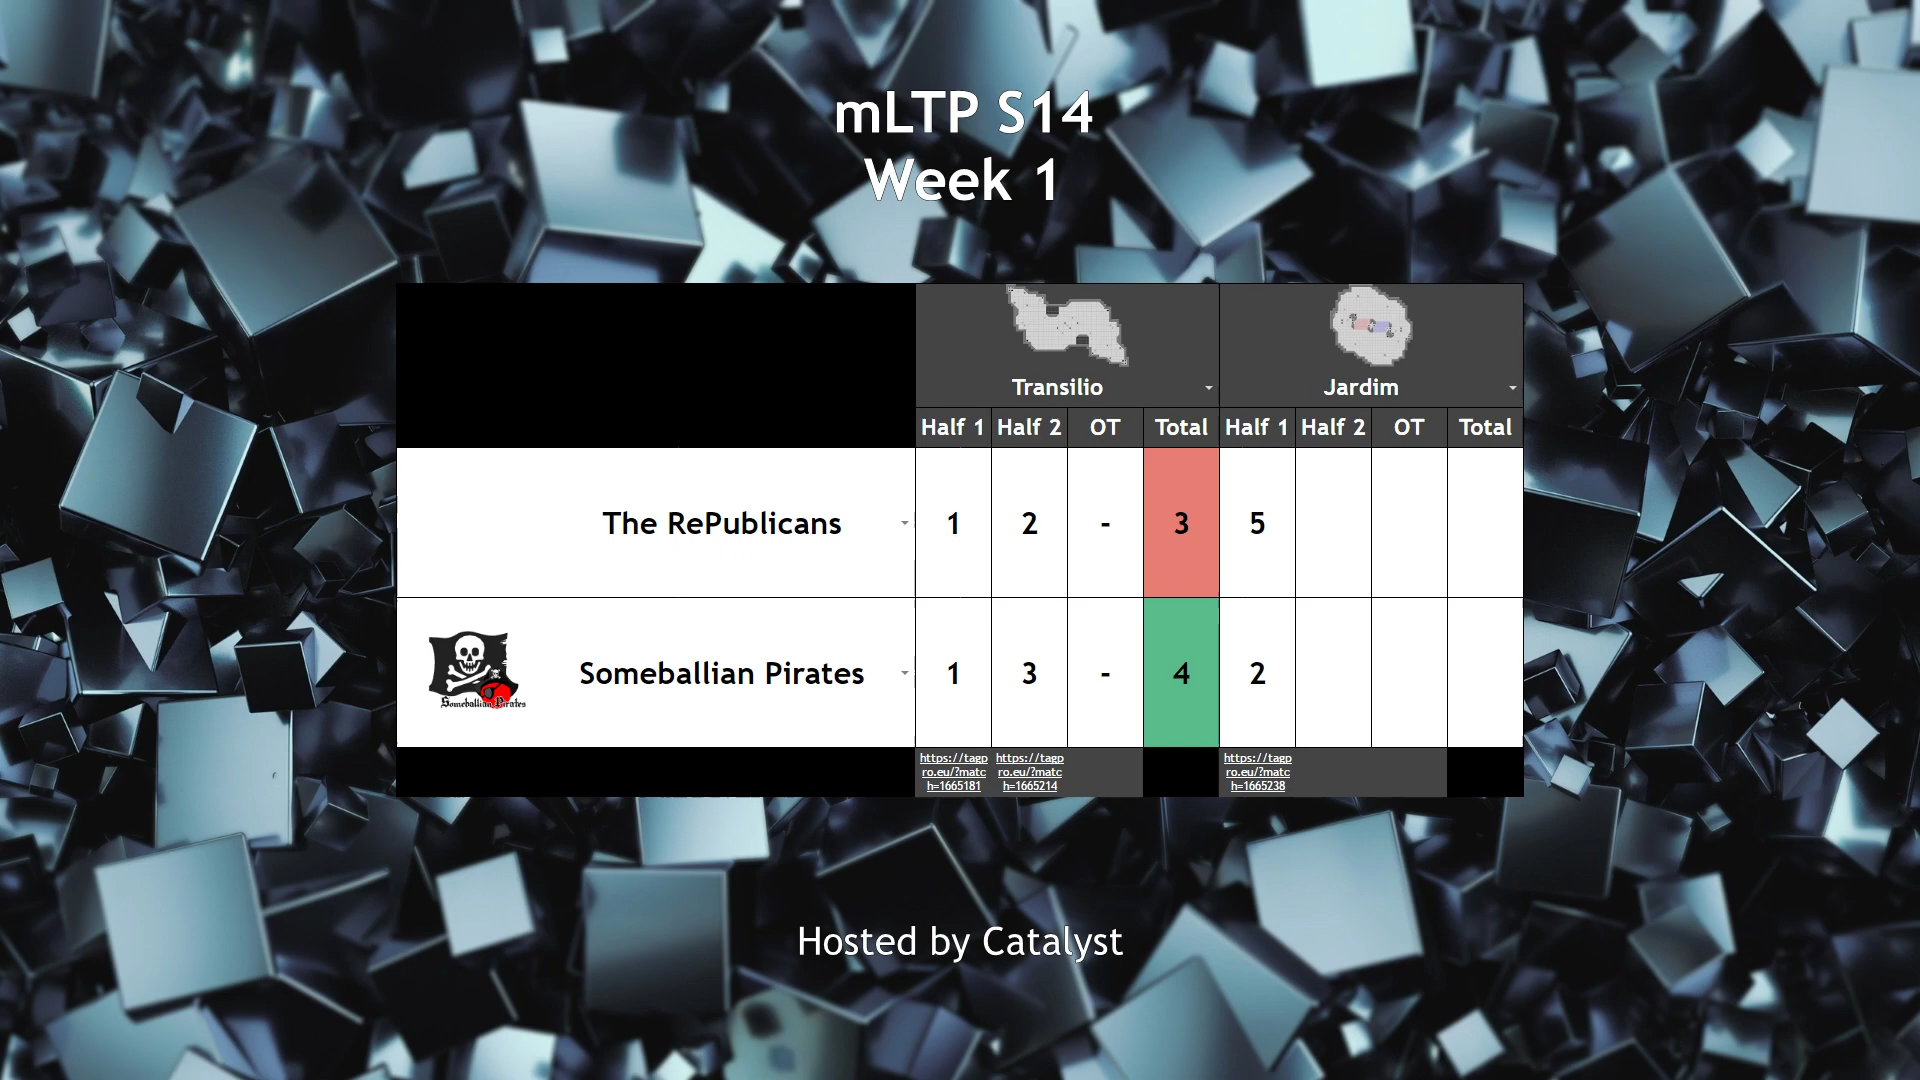 mLTP S14
Week 1
Transilio
Jardim
Half 1 Half 2 OT Total Half 1 Half 2 OT Total
The RePublicans 1 2 - 3 5
Someballian Pirates
Someballian Pirates 1 3 - 4 2
https://tagp
ro.eu/?matc
h=1665181
https://tagp
ro.eu/?matc
h=1665214
https://tagp
ro.eu/?matc
h=1665238
Hosted by Catalyst